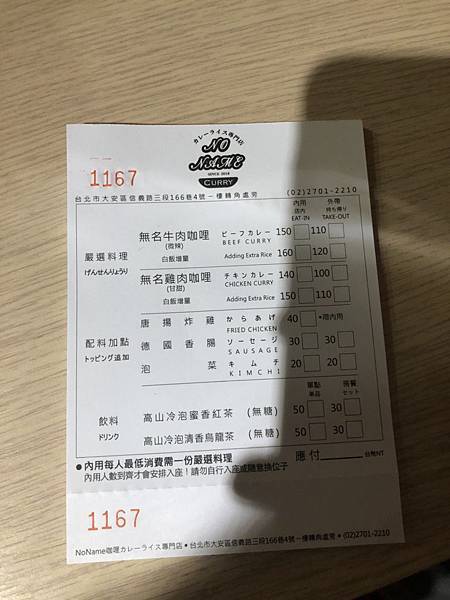 カレーライス専門店
NO
NAME
SINCE 2018
CURRY
1167
台北市大安區信義路三段166巷4號一樓轉角處旁 (02)2701-2210
內用 外帶
店内 持ち帰り
EAT-IN TAKE-OUT
嚴選料理
げんせんりょうり
無名牛肉咖哩 ビーフカレー 150 110
(微辣) BEEF CURRY
白飯增量 Adding Extra Rice 160 120
無名雞肉咖哩 チキンカレー 140 100
(甘甜) CHICKEN CURRY
白飯增量 Adding Extra Rice 150 110
配料加點
トッピング追加
唐揚炸雞 からあげ 40 *限內用
FRIED CHICKEN
德國香腸 ソーセージ 30 30
SAUSAGE
泡菜 キムチ 20 20
KIMCHI
單點 搭餐
単品 セット
飲料
ドリンク
高山冷泡蜜香紅茶 (無糖) 50 30
高山冷泡清香烏龍茶 (無糖) 50 30
●內用每人最低消費需一份嚴選料理
內用人數到齊才會安排入座!請勿自行入座或隨意換位子
應付 台幣NT
1167
NoName咖哩カレーライス專門店•台北市大安區信義路三段166巷4號一樓轉角處旁•(02)2701-2210